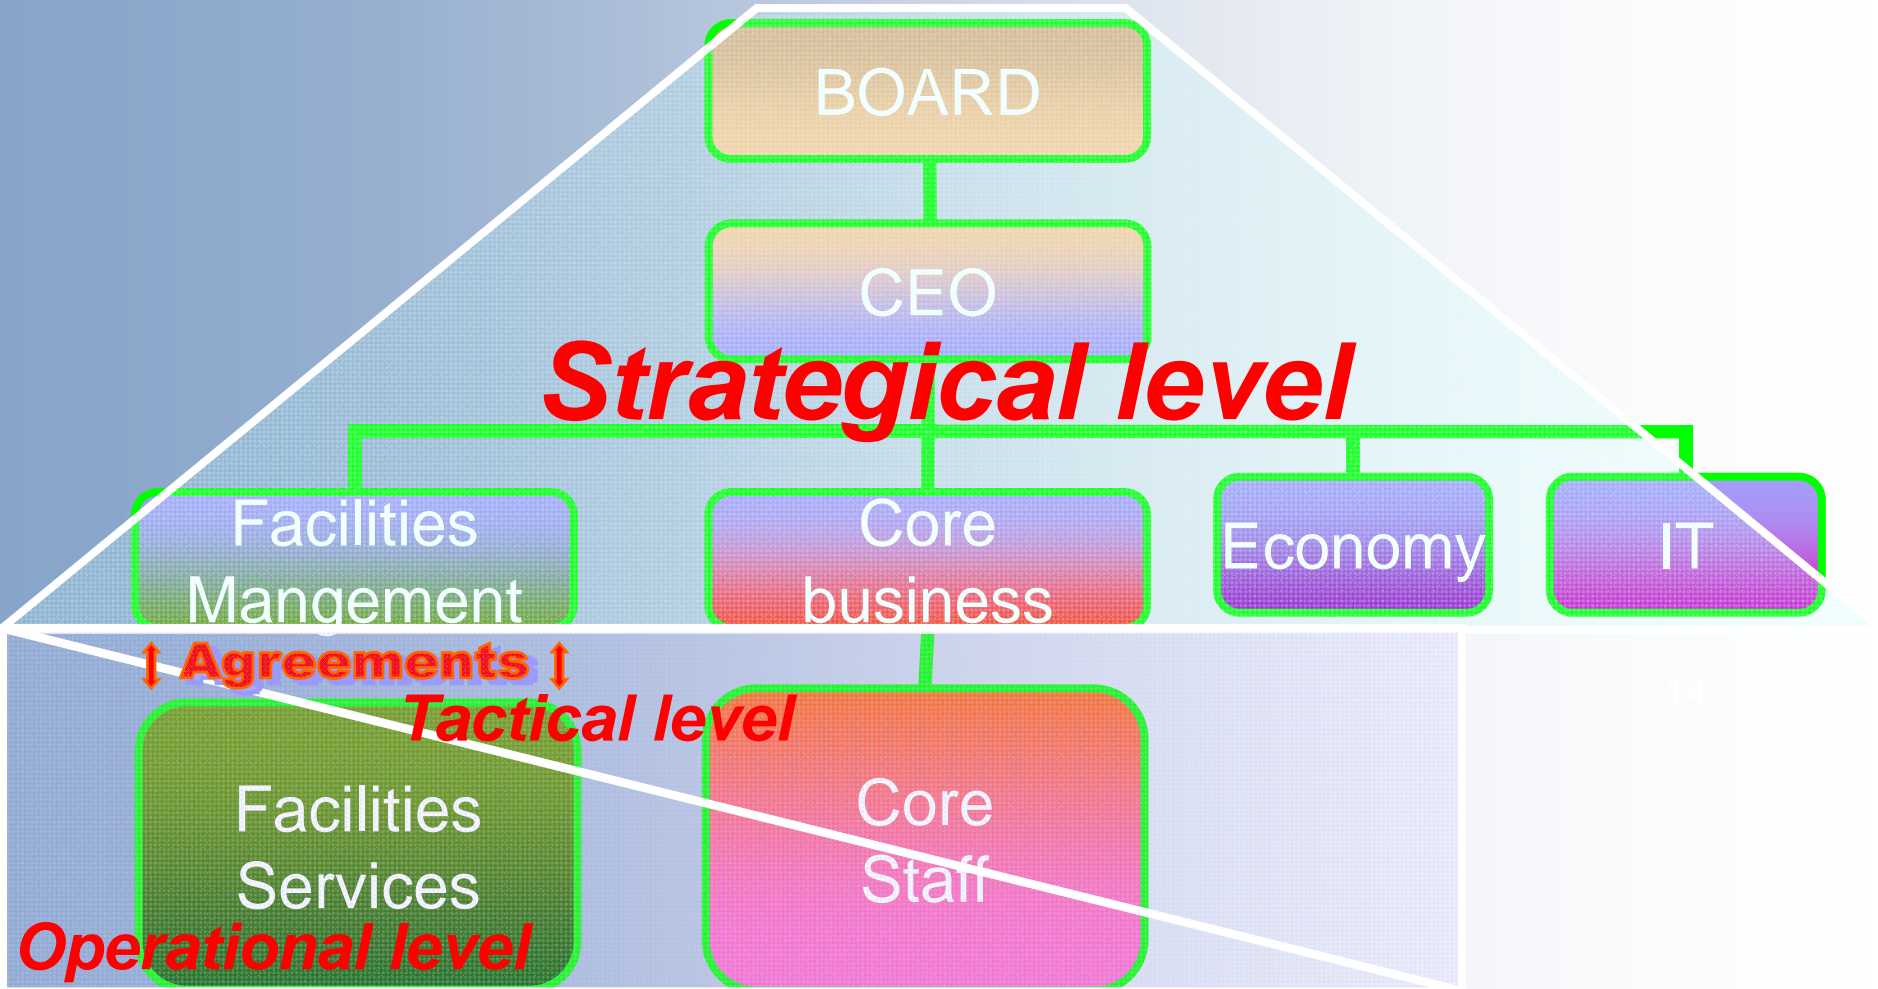 BOARD
CEO
Strategical level
Facilities
Mangement
Core
business
Economy
IT
Agreements
Tactical level
Facilities
Services
Core
Staff
Operational level